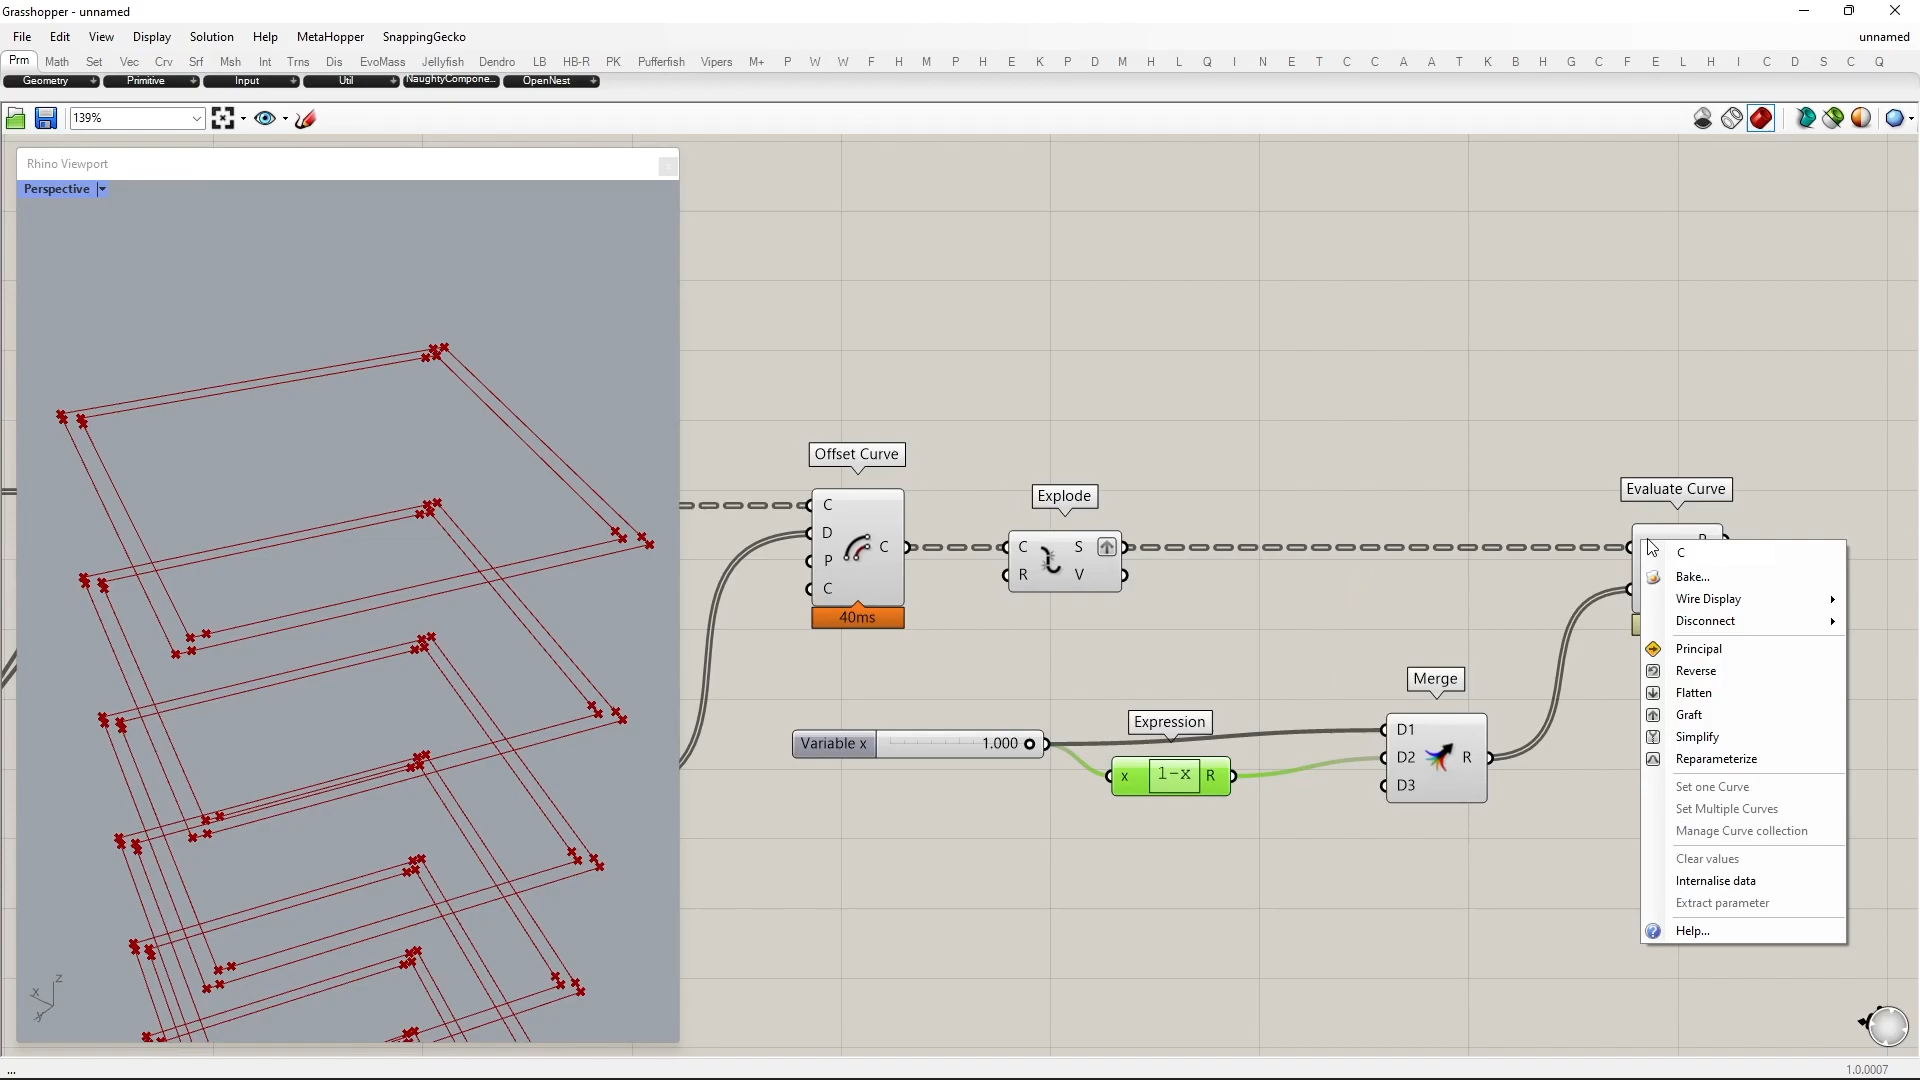 Grasshopper - unnamed
File Edit View Display Solution Help MetaHopper SnappingGecko unnamed
Prm Math Set Vec Crv Srf Msh Int Trns Dis EvoMass Jellyfish Dendro LB HB-R PK Pufferfish Vipers M+ P W W F H M P H E K P D M H L Q I N E T C C A A T K B H G C F E L H I C D S C Q
Geometry Primitive Input Util NaughtyCompone... OpenNest
139%
Rhino Viewport
Perspective
Offset Curve
C
D
P
C
C
40ms
Explode
C S
R V
Evaluate Curve
Variable x 1.000
Expression
x 1-x R
Merge
D1
D2 R
D3
C
Bake...
Wire Display
Disconnect
Principal
Reverse
Flatten
Graft
Simplify
Reparameterize
Set one Curve
Set Multiple Curves
Manage Curve collection
Clear values
Internalise data
Extract parameter
Help...
z
x
y
...
1.0.0007